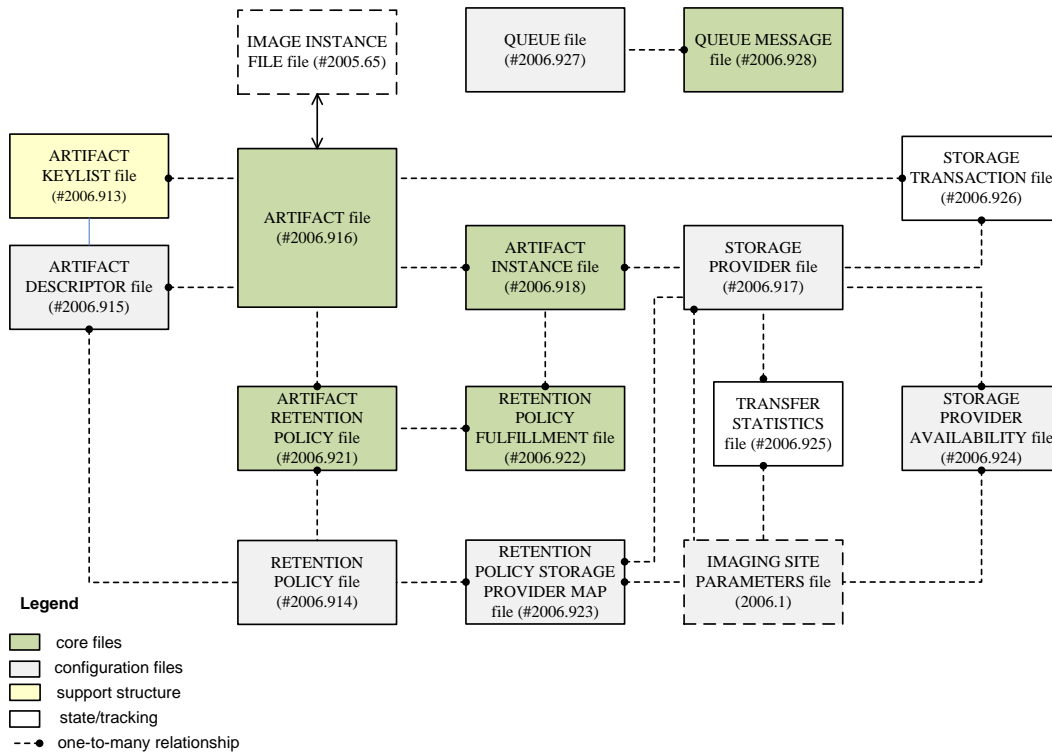 IMAGE INSTANCE
FILE file (#2005.65)
QUEUE file
(#2006.927)
QUEUE MESSAGE
file (#2006.928)
ARTIFACT
KEYLIST file
(#2006.913)
ARTIFACT file
(#2006.916)
STORAGE
TRANSACTION file
(#2006.926)
ARTIFACT
DESCRIPTOR file
(#2006.915)
ARTIFACT
INSTANCE file
(#2006.918)
STORAGE
PROVIDER file
(#2006.917)
ARTIFACT
RETENTION
POLICY file
(#2006.921)
RETENTION
POLICY
FULFILLMENT file
(#2006.922)
TRANSFER
STATISTICS
file (#2006.925)
STORAGE
PROVIDER
AVAILABILITY file
(#2006.924)
RETENTION
POLICY file
(#2006.914)
RETENTION
POLICY STORAGE
PROVIDER MAP
file (#2006.923)
IMAGING SITE
PARAMETERS file
(2006.1)
Legend
core files
configuration files
support structure
state/tracking
one-to-many relationship